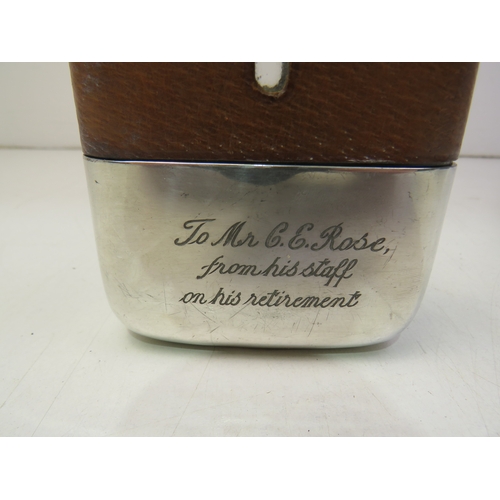 To Mr C.E. Rose,
from his staff
on his retirement